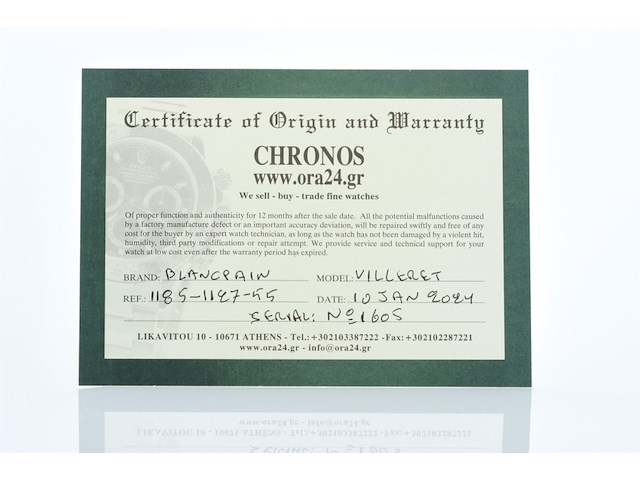 Certificate of Origin and Warranty
CHRONOS
www.ora24.gr
We sell - buy - trade fine watches
Of proper function and authenticity for 12 months after the sale date. All the potential malfunctions caused
by a factory manufacture defect or an important accuracy deviation, will be repaired swiftly and free of any
cost for the buyer by an expert watch technician, as long as the watch has not been damaged by a violent hit,
humidity, third party modifications or repair attempt. We provide service and technical support for your
watch at low cost even after the warranty period has expired.
BRAND: BLANCPAIN MODEL: VILLERET
REF.: 1185-1127-55 DATE: 10 JAN 2024
SERIAL: Nº1605
LIKAVITOU 10 - 10671 ATHENS - Tel.: +302103387222 -Fax: +302102287221
www.ora24.gr - info@ora24.gr